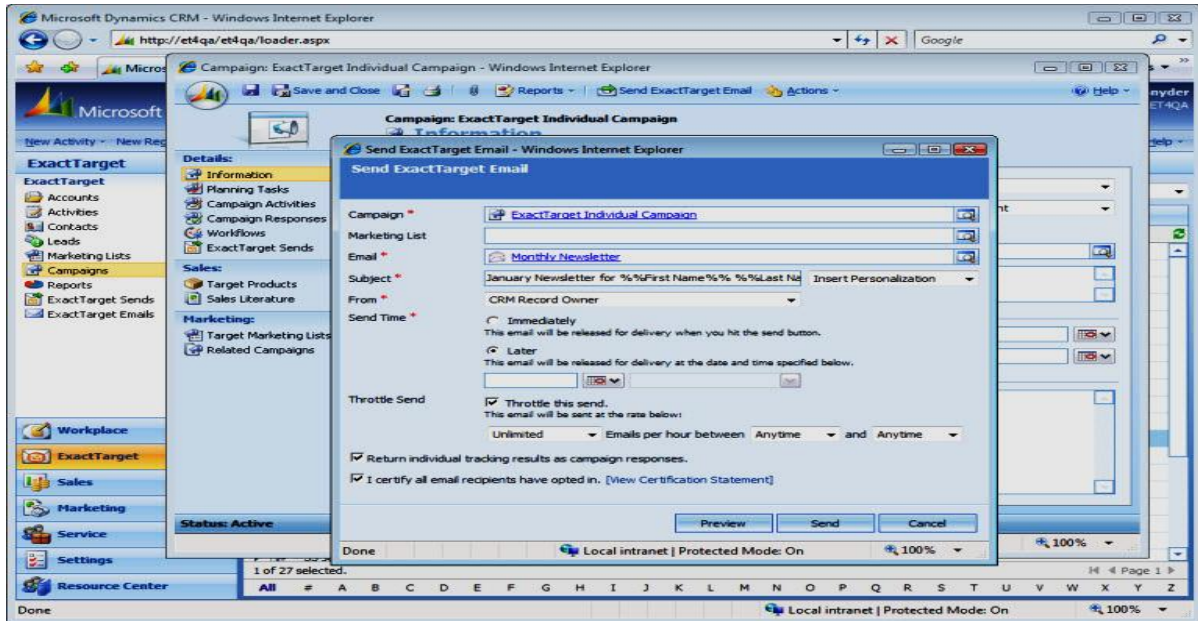 Microsoft Dynamics CRM - Windows Internet Explorer
http://et4qa/et4qa/loader.aspx
Google
Micros
Campaign: ExactTarget Individual Campaign - Windows Internet Explorer
Save and Close
Reports
Send ExactTarget Email
Actions
Help
nyder
ET4QA
Microsoft
New Activity
New Rec
Help
Campaign: ExactTarget Individual Campaign
Information
ExactTarget
ExactTarget
Accounts
Activities
Contacts
Leads
Marketing Lists
Campaigns
Reports
ExactTarget Sends
ExactTarget Emails
Workplace
ExactTarget
Sales
Marketing
Service
Settings
Resource Center
Details:
Information
Planning Tasks
Campaign Activities
Campaign Responses
Workflows
ExactTarget Sends
Sales:
Target Products
Sales Literature
Marketing:
Target Marketing Lists
Related Campaigns
Status: Active
Send ExactTarget Email - Windows Internet Explorer
Send ExactTarget Email
Campaign * ExactTarget Individual Campaign
Marketing List
Email * Monthly Newsletter
Subject * January Newsletter for %%First Name%% %%Last Na Insert Personalization
From * CRM Record Owner
Send Time * Immediately
This email will be released for delivery when you hit the send button.
Later
This email will be released for delivery at the date and time specified below.
Throttle Send Throttle this send.
This email will be sent at the rate below:
Unlimited Emails per hour between Anytime and Anytime
Return individual tracking results as campaign responses.
I certify all email recipients have opted in. [View Certification Statement]
Preview Send Cancel
Done Local intranet | Protected Mode: On 100%
nt
100%
1 of 27 selected. Page 1
All # A B C D E F G H I J K L M N O P Q R S T U V W X Y Z
Done Local intranet | Protected Mode: On 100%